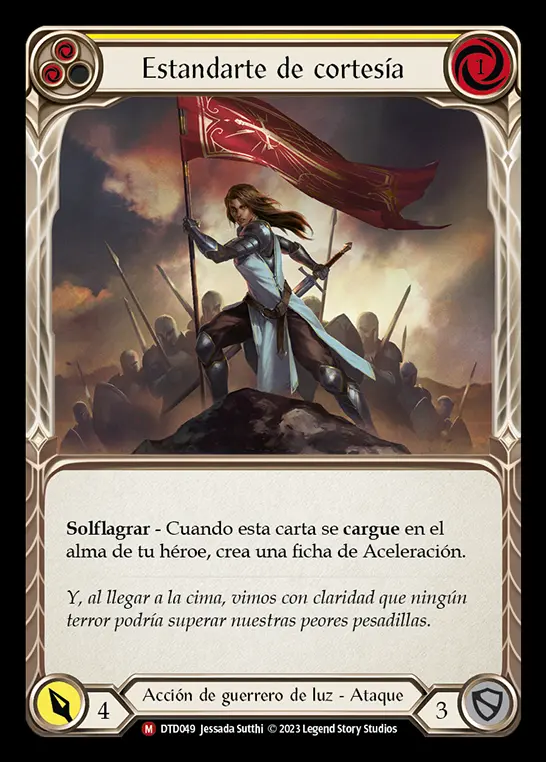 Estandarte de cortesía
1
Solflagrar - Cuando esta carta se cargue en el
alma de tu héroe, crea una ficha de Aceleración.
Y, al llegar a la cima, vimos con claridad que ningún
terror podría superar nuestras peores pesadillas.
4
Acción de guerrero de luz - Ataque
3
M DTD049 Jessada Sutthi © 2023 Legend Story Studios